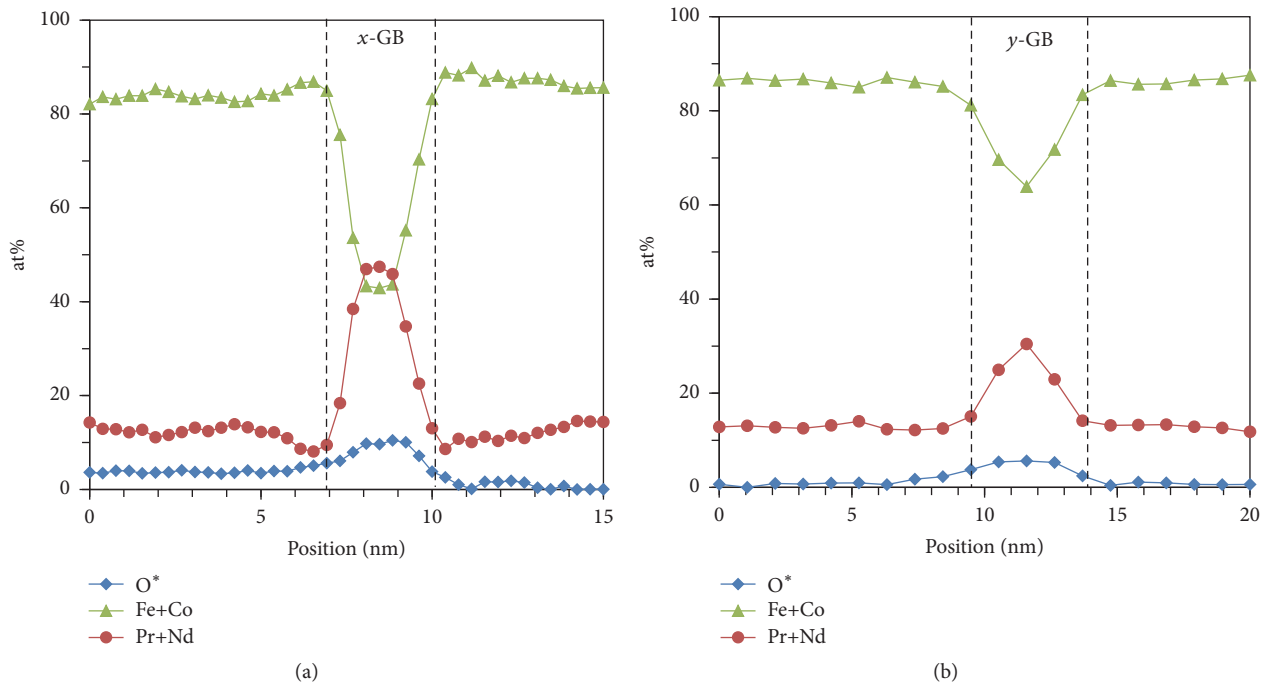 100
80
60
40
20
0
at%
x-GB
0
5
10
15
Position (nm)
O*
Fe+Co
Pr+Nd
(a)
100
80
60
40
20
0
at%
y-GB
0
5
10
15
20
Position (nm)
O*
Fe+Co
Pr+Nd
(b)